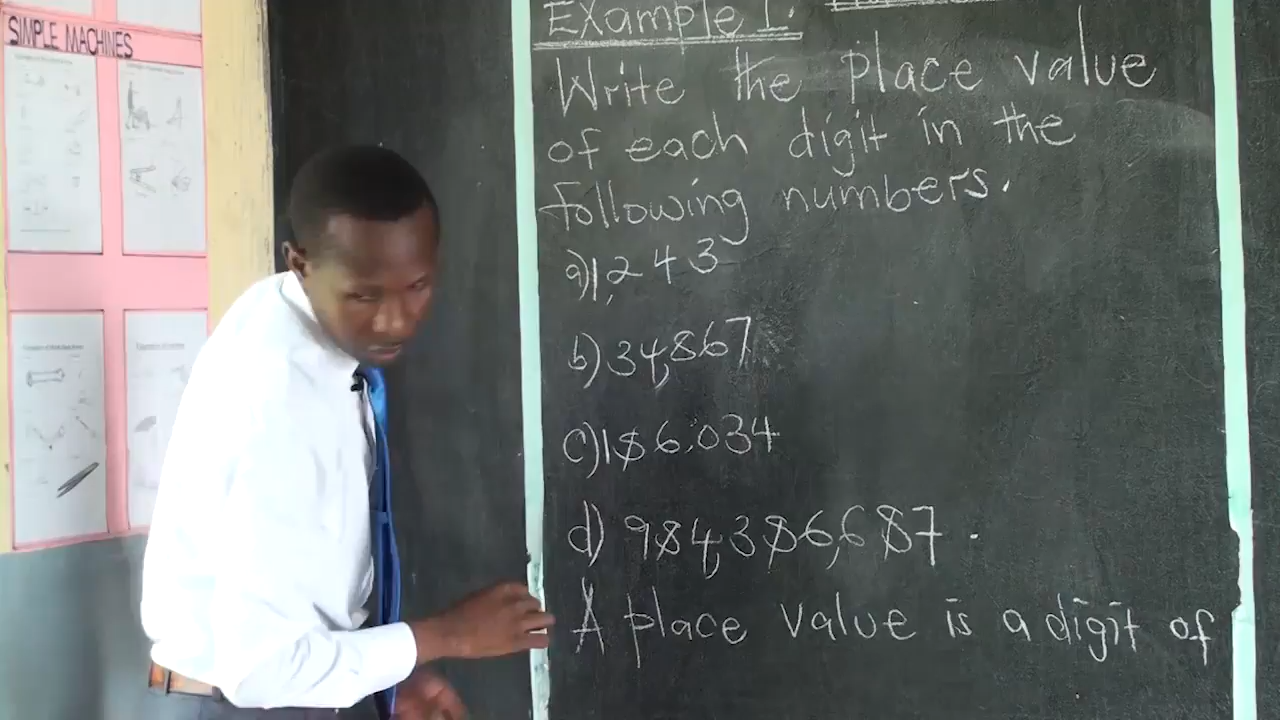 SIMPLE MACHINES
EXample 1.
Write the place value
of each digit in the
following numbers.
a) 1,243
b) 34,867
c) 186,034
d) 984,386,687.
A place value is a digit of